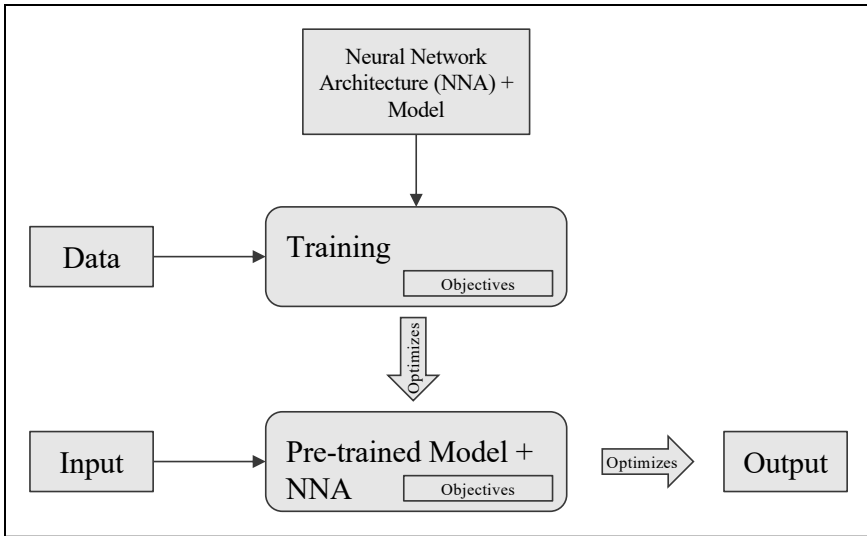 Neural Network
Architecture (NNA) +
Model
Data
Training
Objectives
Optimizes
Input
Pre-trained Model +
NNA
Objectives
Optimizes
Output